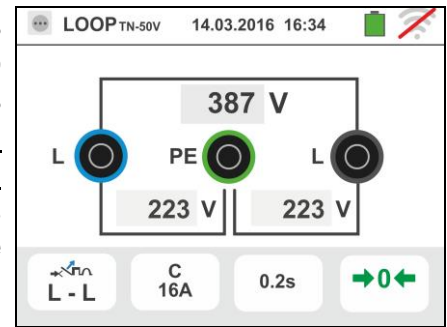 LOOP TN-50V 14.03.2016 16:34
387 V
L PE L
223 V 223 V
L - L C 16A 0.2s →0←